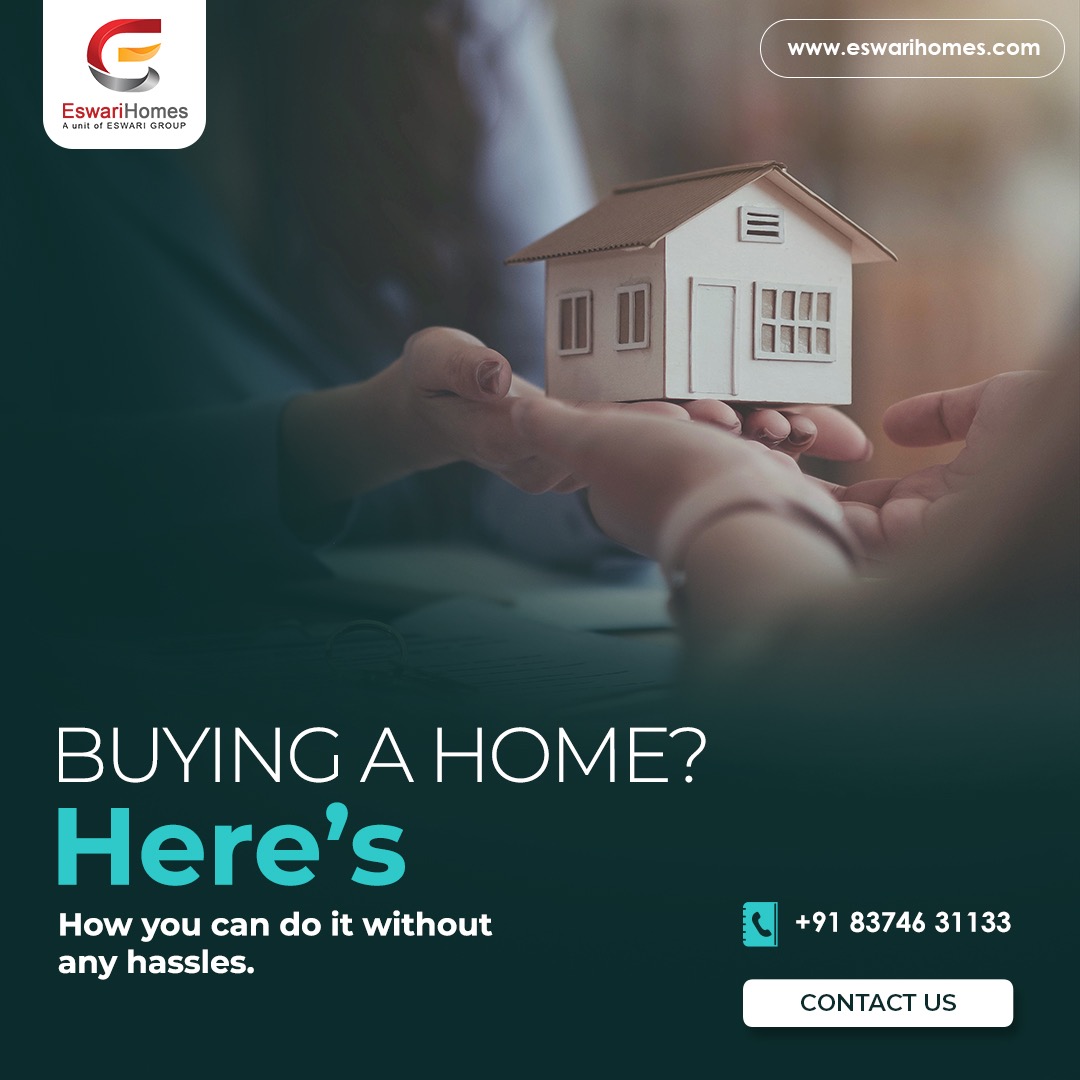 EswariHomes
A unit of ESWARI GROUP
www.eswarihomes.com
BUYING A HOME?
Here’s
How you can do it without
any hassles.
+91 83746 31133
CONTACT US